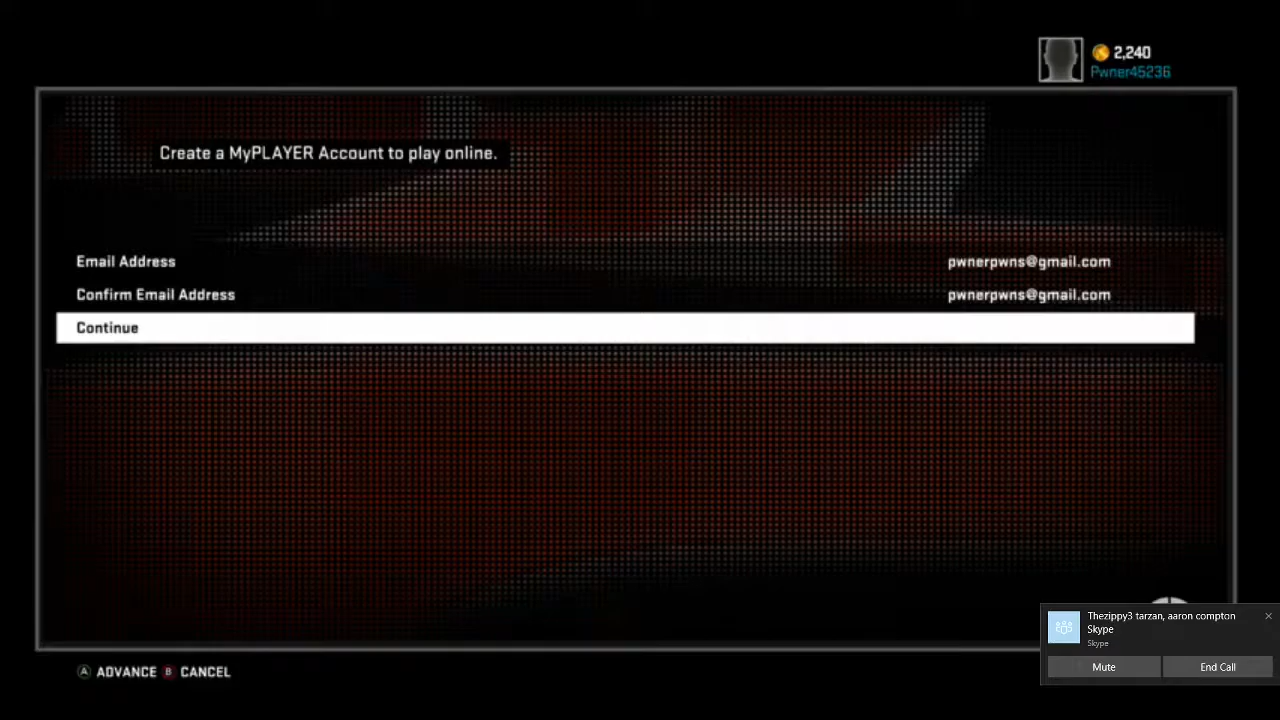 2,240
Pwner45236
Create a MyPLAYER Account to play online.
Email Address pwnerpwns@gmail.com
Confirm Email Address pwnerpwns@gmail.com
Continue
Thezippy3 tarzan, aaron compton
Skype
Skype
Mute End Call
A ADVANCE B CANCEL